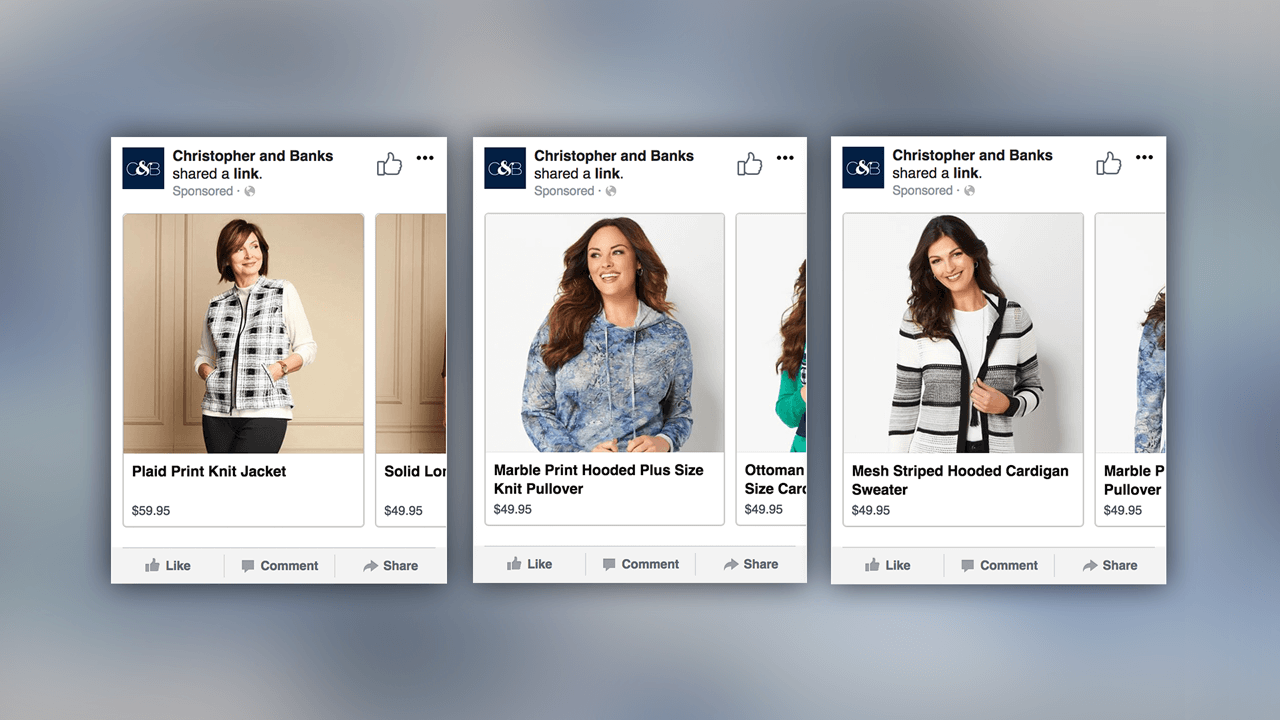 C&B
Christopher and Banks
shared a link.
Sponsored ·
Plaid Print Knit Jacket
$59.95
Solid Lor
$49.95
Like
Comment
Share
C&B
Christopher and Banks
shared a link.
Sponsored ·
Marble Print Hooded Plus Size
Knit Pullover
$49.95
Ottoman
Size Card
$49.95
Like
Comment
Share
C&B
Christopher and Banks
shared a link.
Sponsored ·
Mesh Striped Hooded Cardigan
Sweater
$49.95
Marble P
Pullover
$49.95
Like
Comment
Share